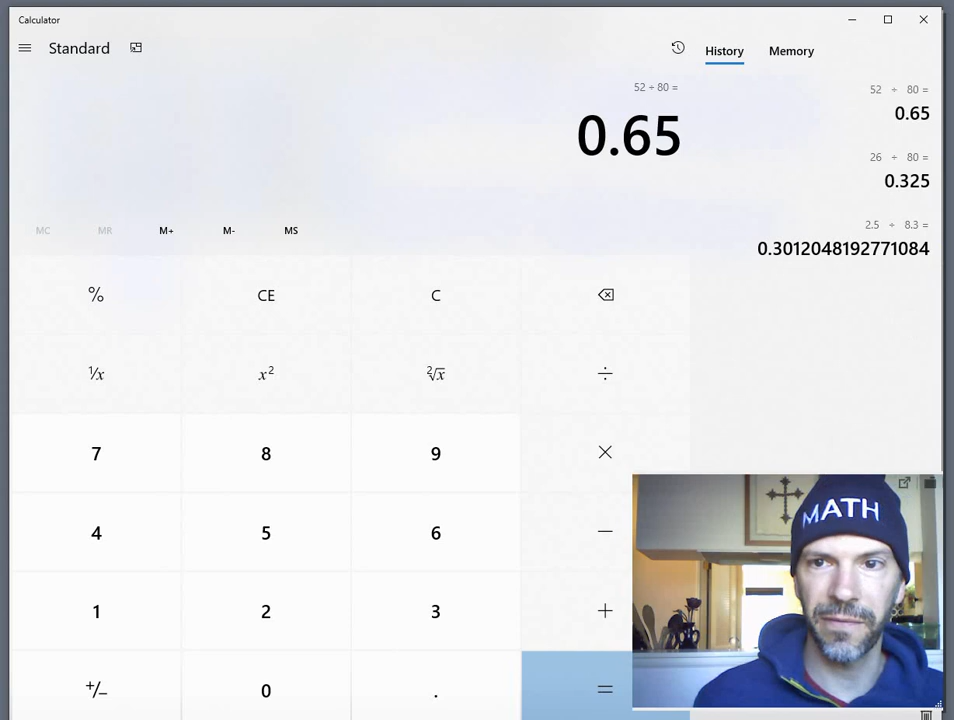 Calculator
Standard
History
Memory
52 ÷ 80 =
0.65
52 ÷ 80 =
0.65
26 ÷ 80 =
0.325
2.5 ÷ 8.3 =
0.3012048192771084
MC
MR
M+
M-
MS
%
CE
C
¹/x
x²
²√x
÷
7
8
9
×
4
5
6
−
1
2
3
+
+/−
0
.
=
MATH